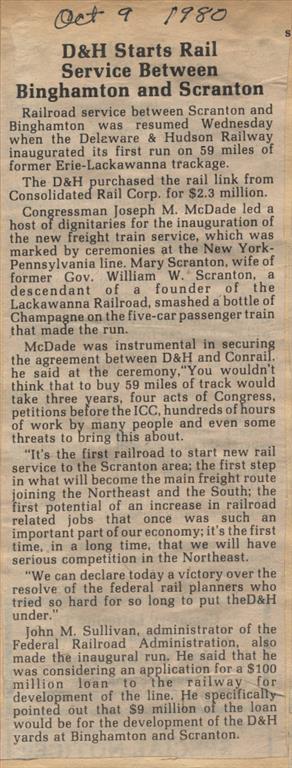 Oct 9 1980
s
D&H Starts Rail
Service Between
Binghamton and Scranton
Railroad service between Scranton and
Binghamton was resumed Wednesday
when the Delaware & Hudson Railway
inaugurated its first run on 59 miles of
former Erie-Lackawanna trackage.
The D&H purchased the rail link from
Consolidated Rail Corp. for $2.3 million.
Congressman Joseph M. McDade led a
host of dignitaries for the inauguration of
the new freight train service, which was
marked by ceremonies at the New York-
Pennsylvania line. Mary Scranton, wife of
former Gov. William W. Scranton, a
descendant of a founder of the
Lackawanna Railroad, smashed a bottle of
Champagne on the five-car passenger train
that made the run.
McDade was instrumental in securing
the agreement between D&H and Conrail.
he said at the ceremony,"You wouldn't
think that to buy 59 miles of track would
take three years, four acts of Congress,
petitions before the ICC, hundreds of hours
of work by many people and even some
threats to bring this about.
"It's the first railroad to start new rail
service to the Scranton area; the first step
in what will become the main freight route
joining the Northeast and the South; the
first potential of an increase in railroad
related jobs that once was such an
important part of our economy; it's the first
time, in a long time, that we will have
serious competition in the Northeast.
"We can declare today a victory over the
resolve of the federal rail planners who
tried so hard for so long to put theD&H
under."
John M. Sullivan, administrator of the
Federal Railroad Administration, also
made the inaugural run. He said that he
was considering an application for a $100
million loan to the railway for
development of the line. He specifically
pointed out that $9 million of the loan
would be for the development of the D&H
yards at Binghamton and Scranton.